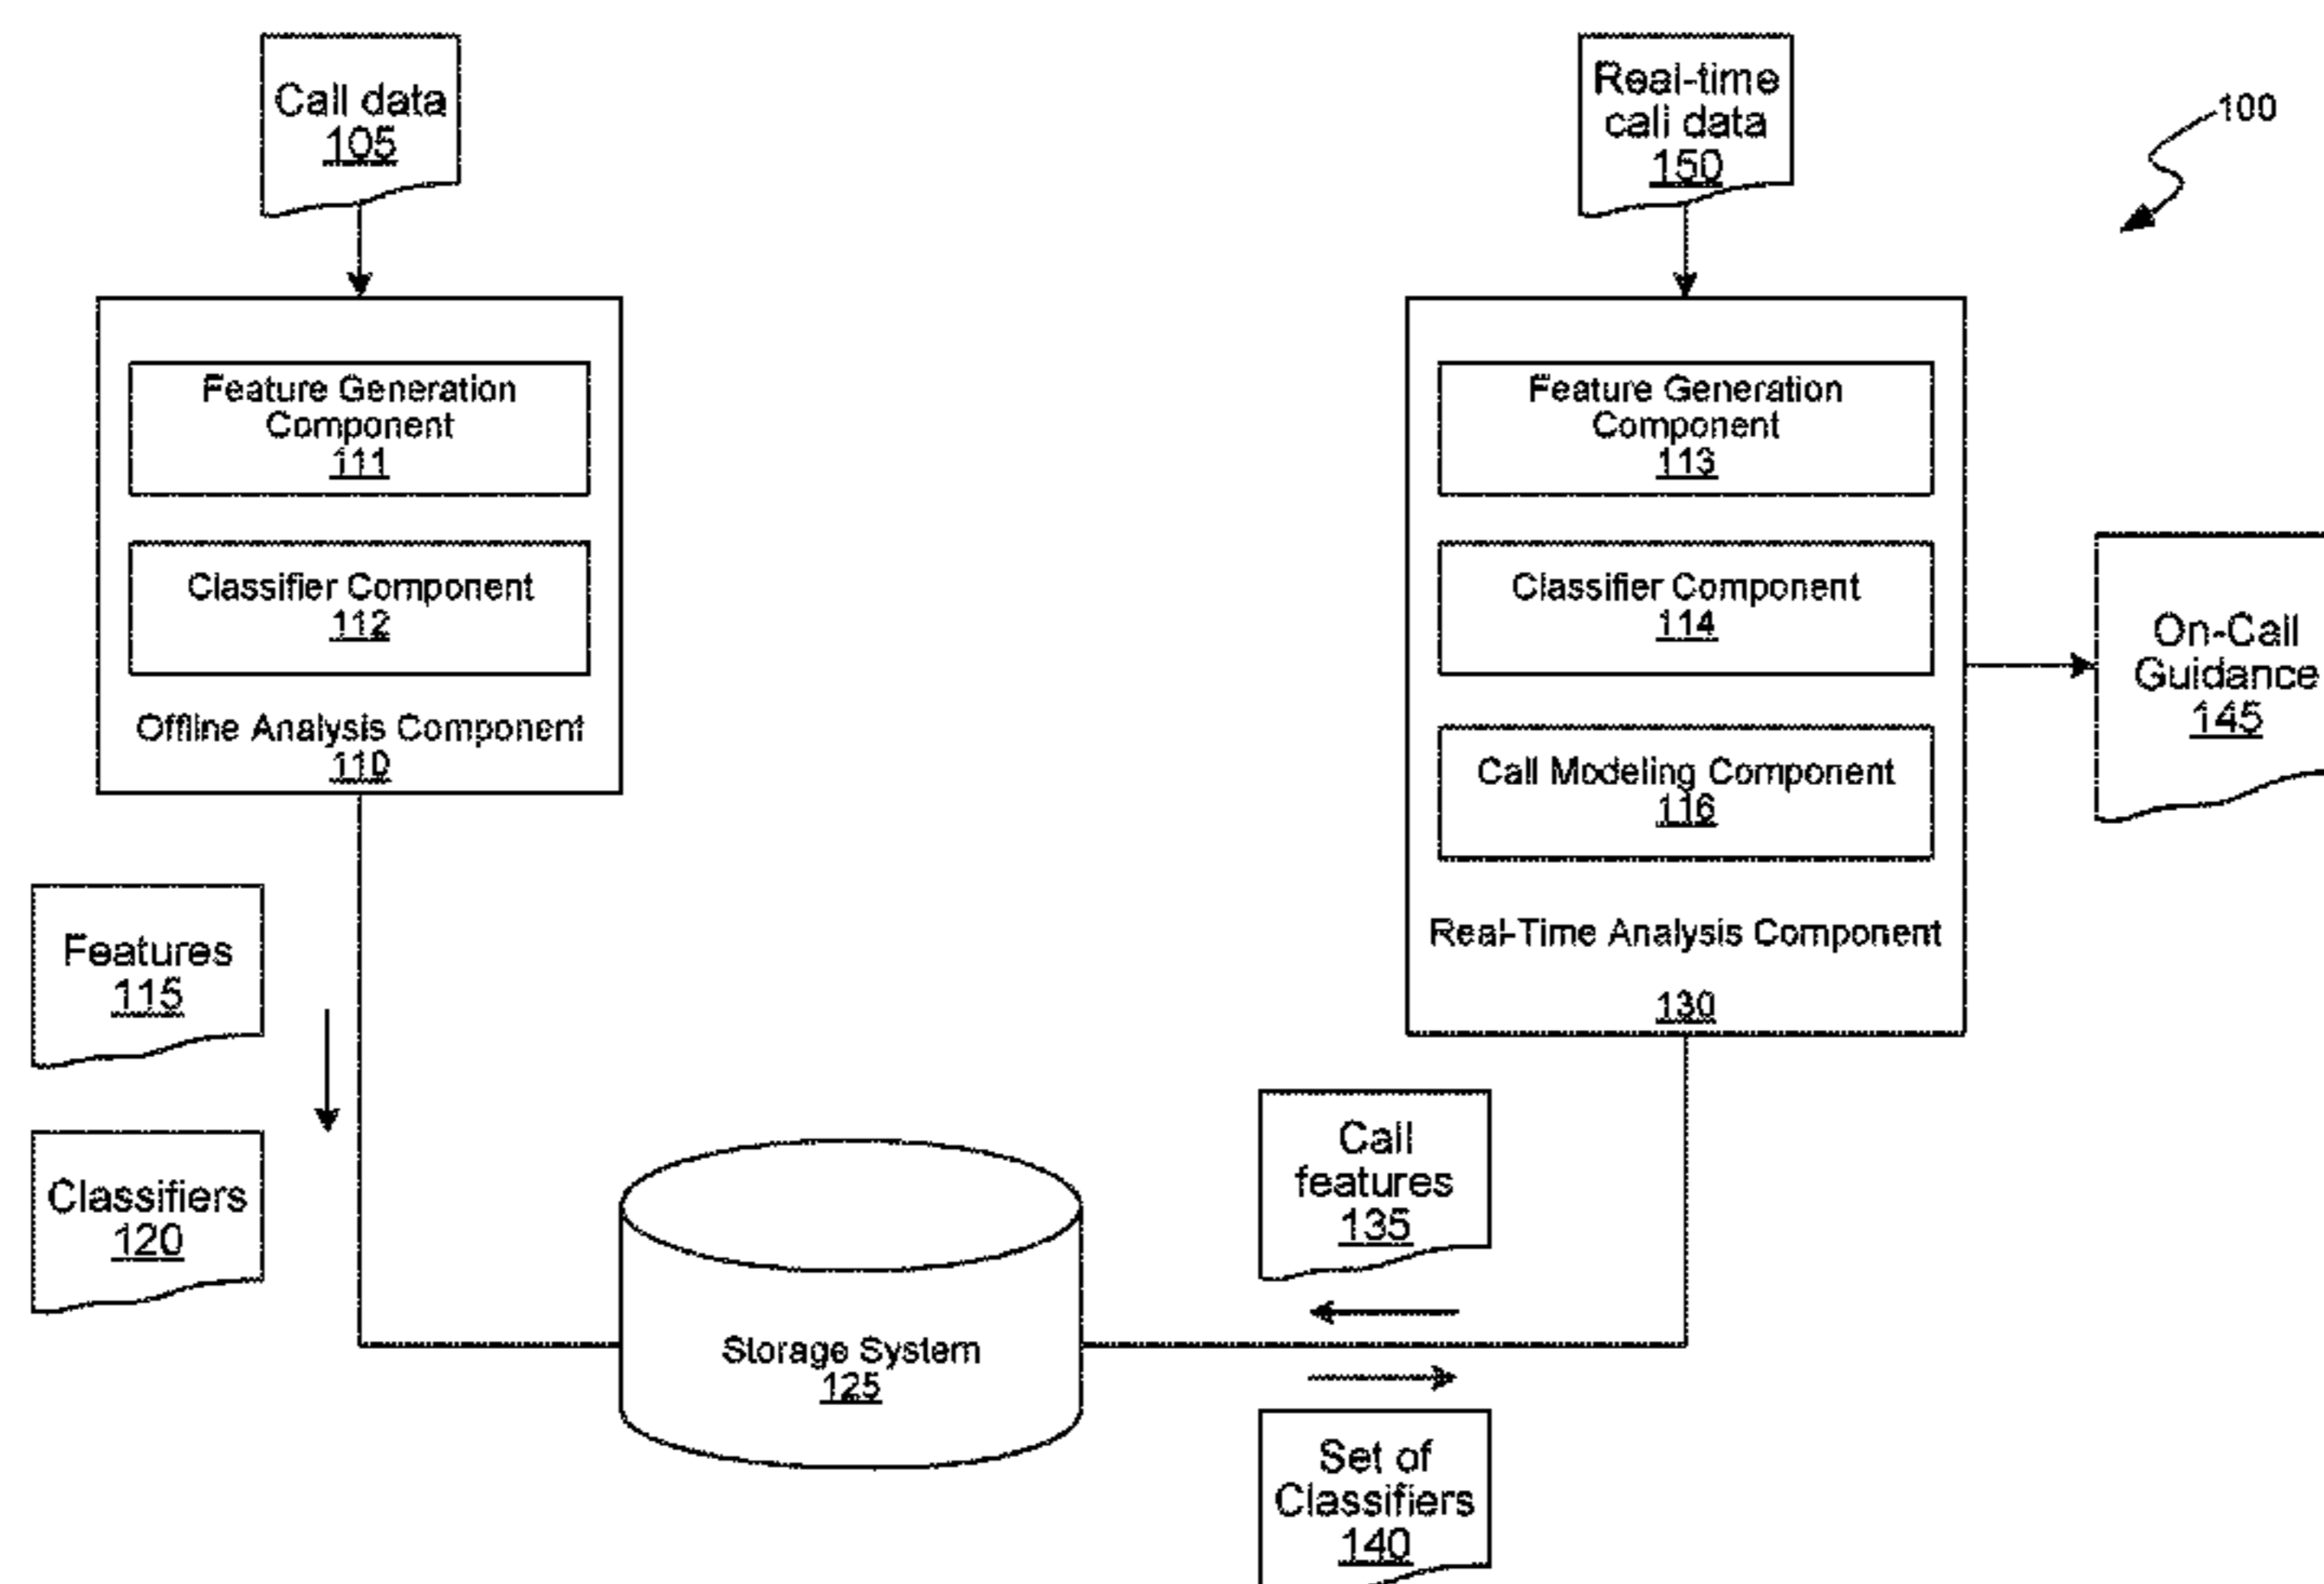 Call data
105
Real-time
call data
150
100
Feature Generation
Component
111
Classifier Component
112
Offline Analysis Component
110
Feature Generation
Component
113
Classifier Component
114
Call Modeling Component
116
Real-Time Analysis Component
130
On-Call
Guidance
145
Features
115
Classifiers
120
Storage System
125
Call
features
135
Set of
Classifiers
140